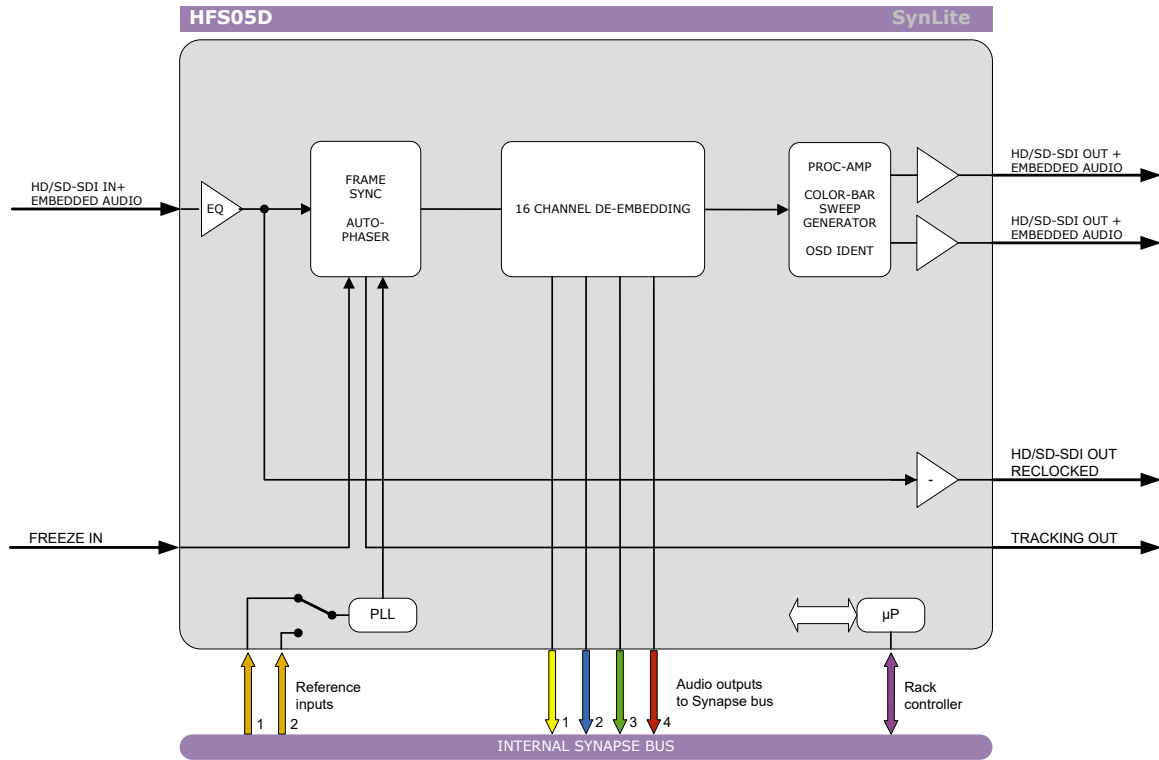 HFS05D
SynLite
HD/SD-SDI IN+
EMBEDDED AUDIO
EQ
FRAME
SYNC
AUTO-
PHASER
16 CHANNEL DE-EMBEDDING
PROC-AMP
COLOR-BAR
SWEEP
GENERATOR
OSD IDENT
HD/SD-SDI OUT +
EMBEDDED AUDIO
HD/SD-SDI OUT +
EMBEDDED AUDIO
HD/SD-SDI OUT
RECLOCKED
-
FREEZE IN
TRACKING OUT
PLL
µP
Reference
inputs
1
2
1
2
3
4
Audio outputs
to Synapse bus
Rack
controller
INTERNAL SYNAPSE BUS